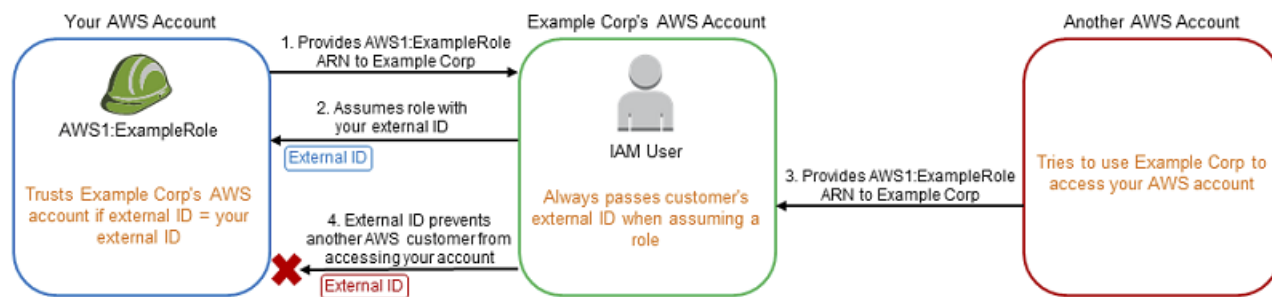 Your AWS Account
Example Corp's AWS Account
Another AWS Account
1. Provides AWS1:ExampleRole
ARN to Example Corp
2. Assumes role with
your external ID
External ID
AWS1:ExampleRole
Trusts Example Corp's AWS
account if external ID = your
external ID
4. External ID prevents
another AWS customer from
accessing your account
External ID
IAM User
Always passes customer's
external ID when assuming a
role
3. Provides AWS1:ExampleRole
ARN to Example Corp
Tries to use Example Corp to
access your AWS account